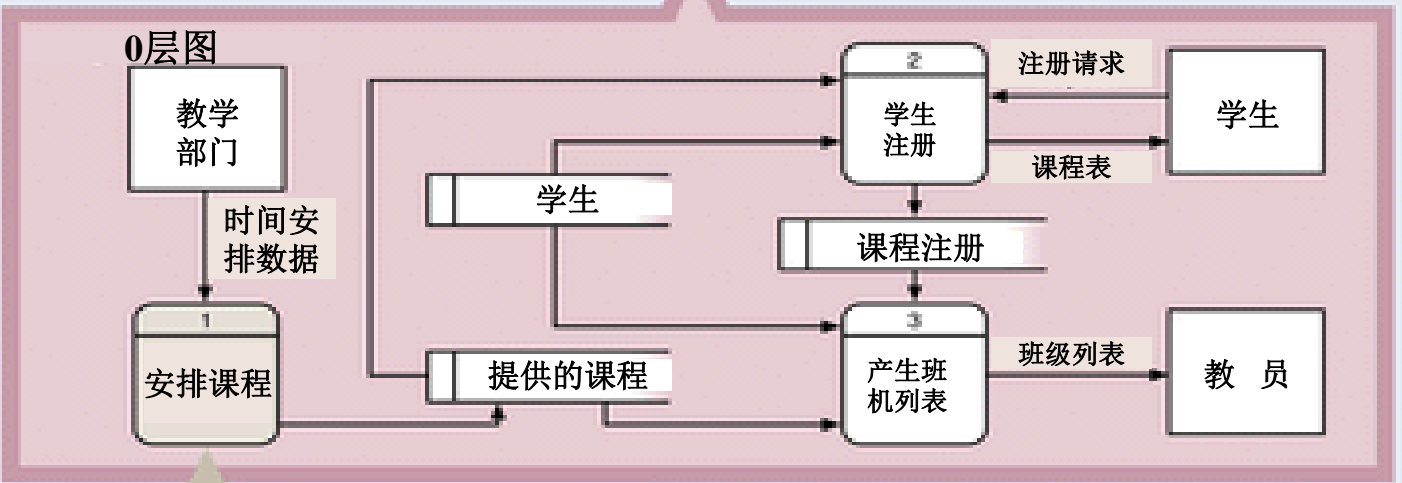 0层图
教学
部门
时间安
排数据
1
安排课程
学生
提供的课程
2
学生
注册
注册请求
课程表
学生
课程注册
3
产生班
机列表
班级列表
教 员